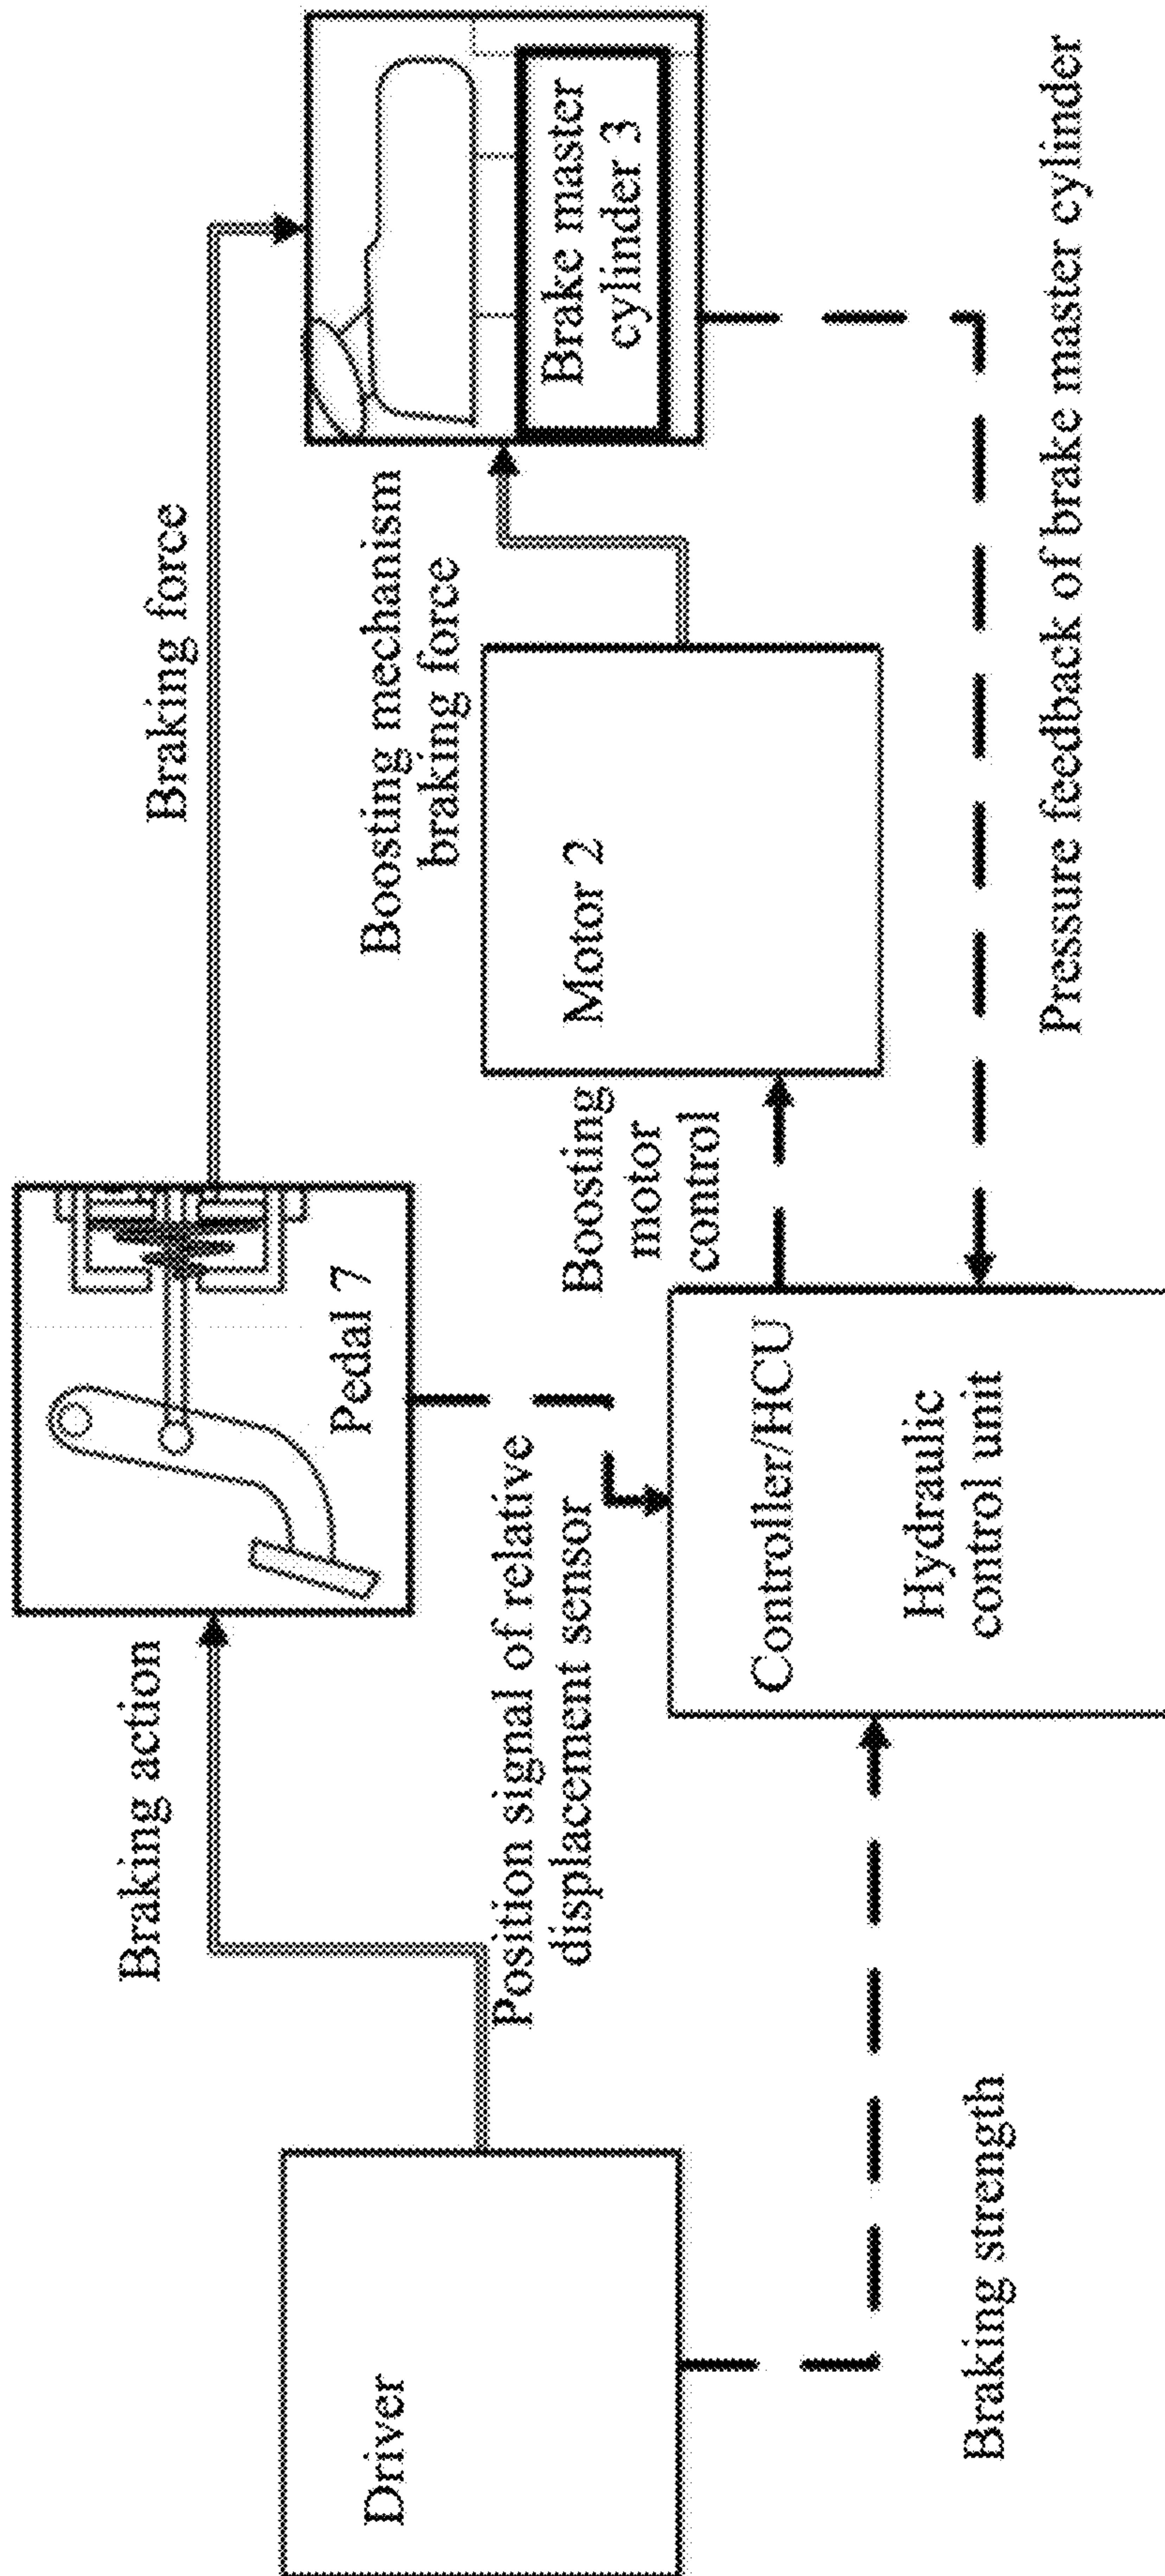 Braking action
Braking force
Pedal 7
Driver
Position signal of relative
displacement sensor
Boosting mechanism
braking force
Boosting
motor
control
Motor 2
Brake master
cylinder 3
Controller/HCU
Hydraulic
control unit
Braking strength
Pressure feedback of brake master cylinder